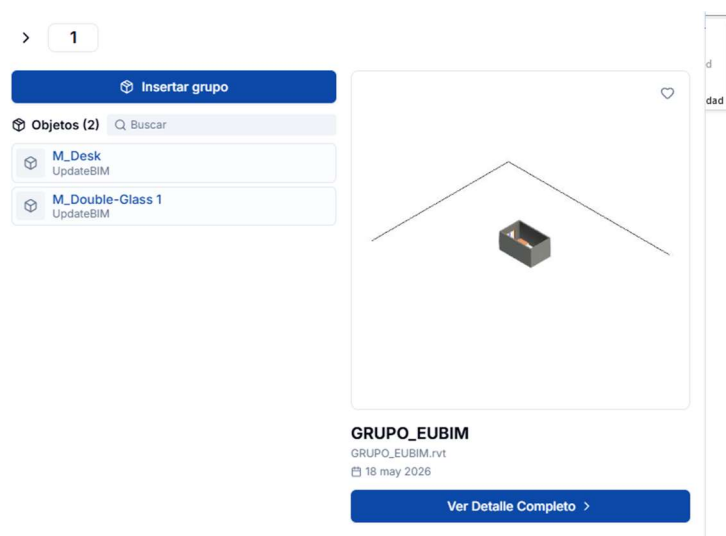 1
Insertar grupo
Objetos (2)
Buscar
M_Desk
UpdateBIM
M_Double-Glass 1
UpdateBIM
GRUPO_EUBIM
GRUPO_EUBIM.rvt
18 may 2026
Ver Detalle Completo
d
dad